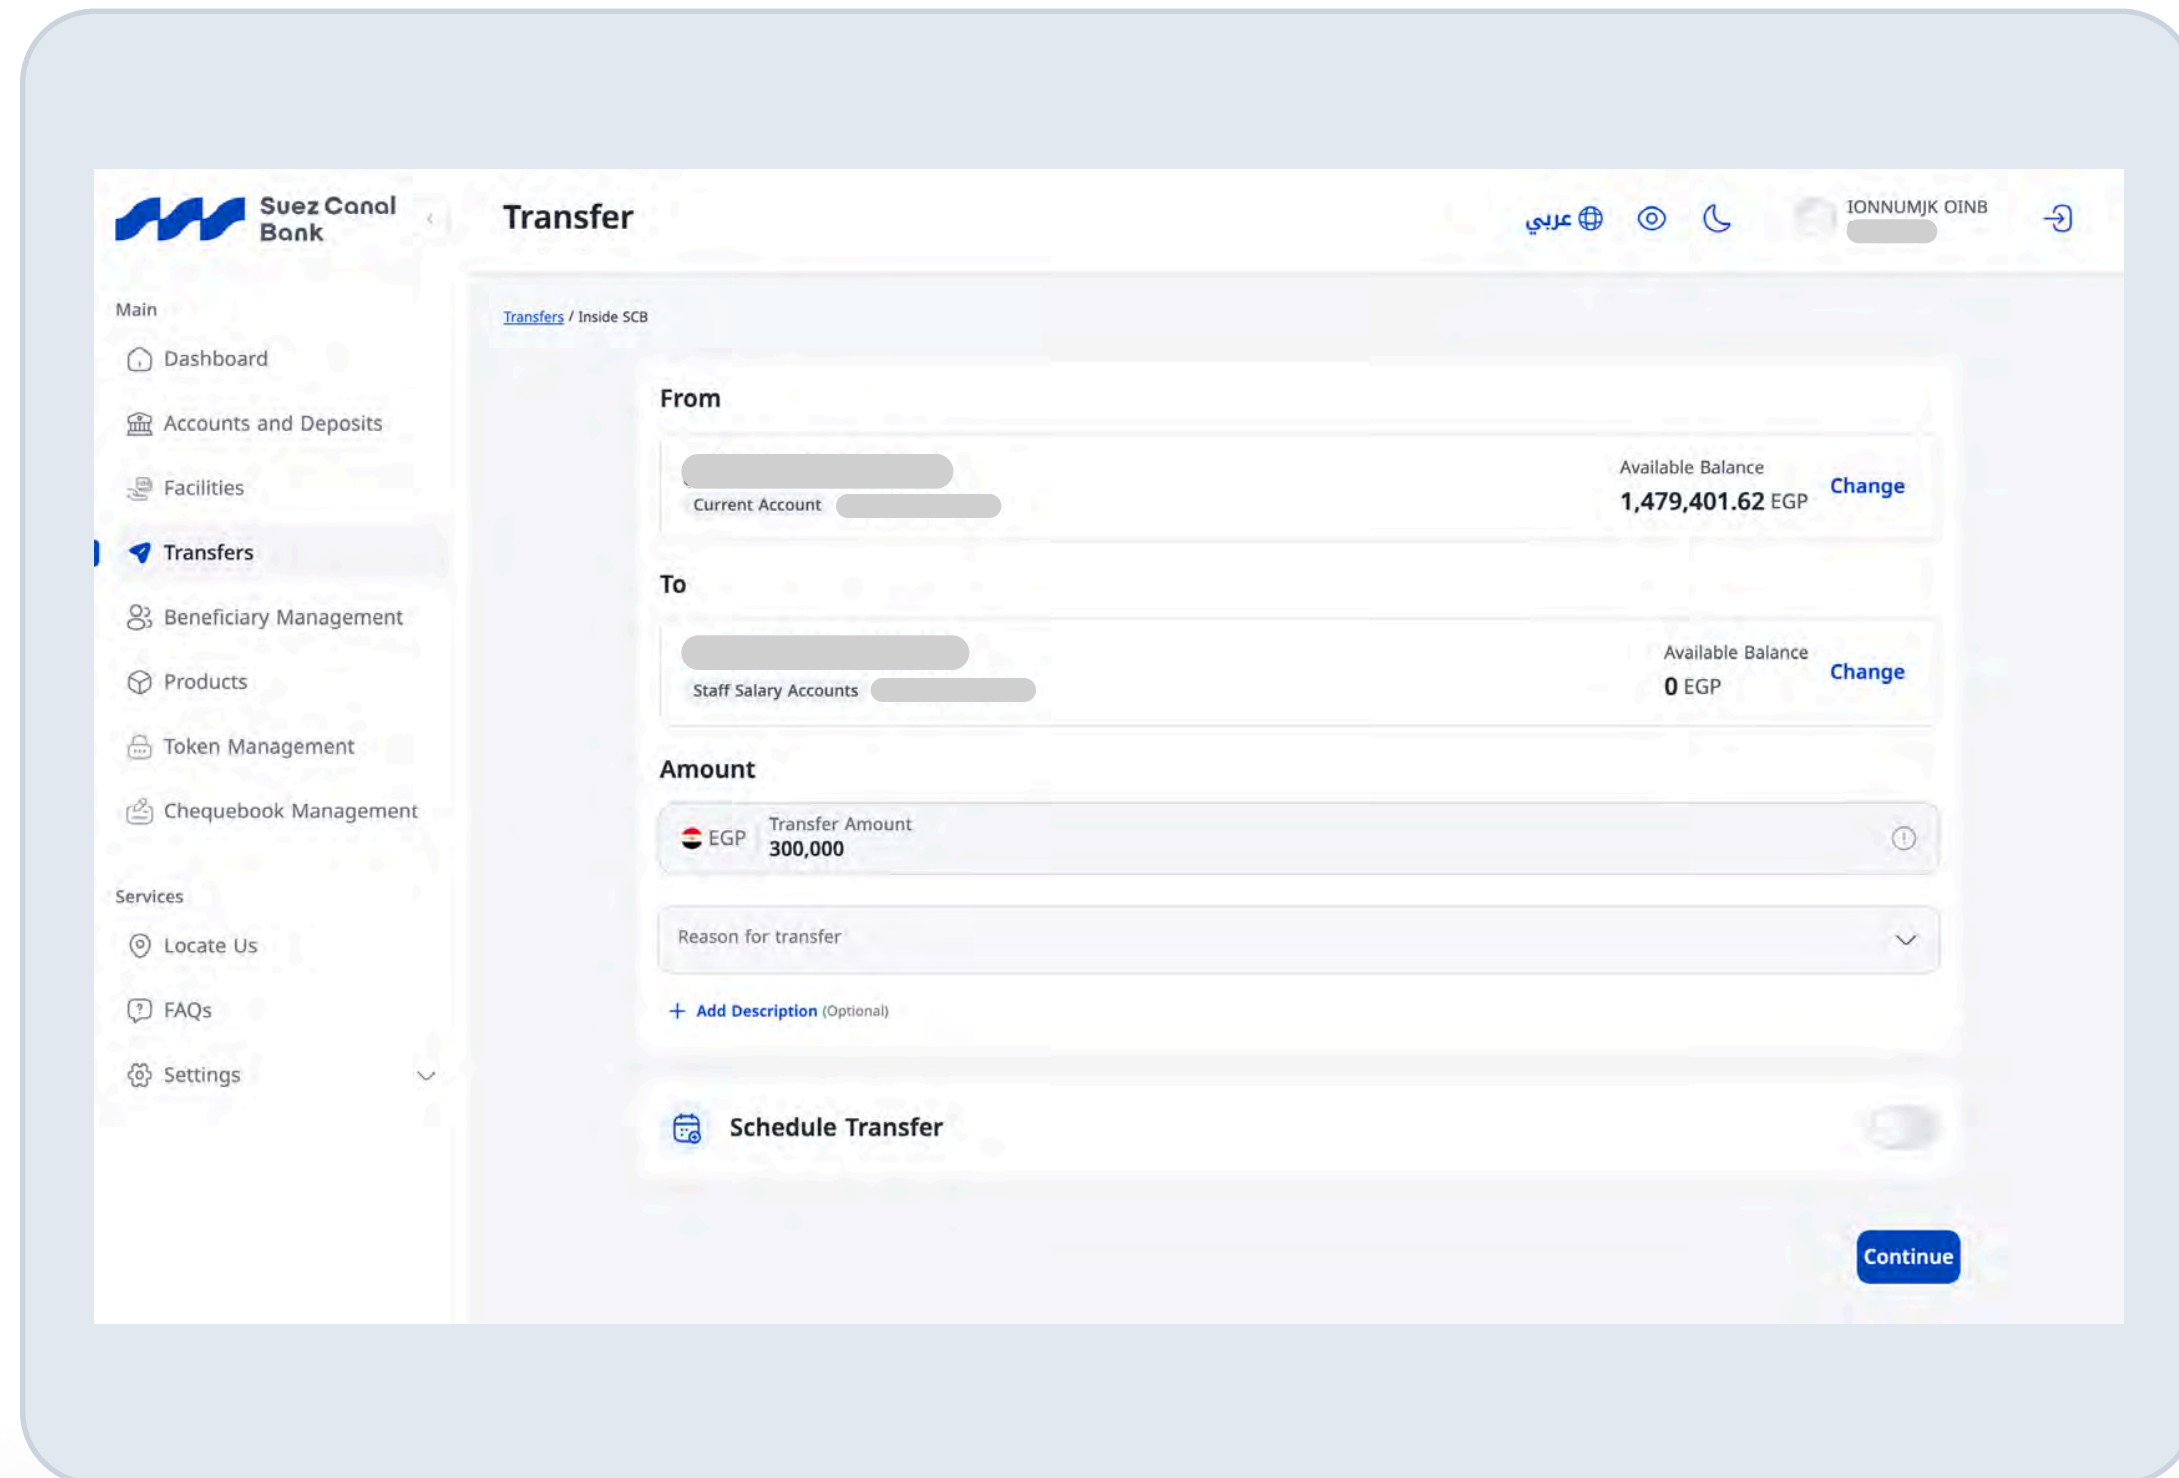 Suez Canal
Bank
Transfer
عربي
IONNUMJK OINB
Main
Dashboard
Accounts and Deposits
Facilities
Transfers
Beneficiary Management
Products
Token Management
Chequebook Management
Services
Locate Us
FAQs
Settings
Transfers / Inside SCB
From
Current Account
Available Balance
1,479,401.62 EGP
Change
To
Staff Salary Accounts
Available Balance
0 EGP
Change
Amount
EGP
Transfer Amount
300,000
Reason for transfer
+ Add Description (Optional)
Schedule Transfer
Continue